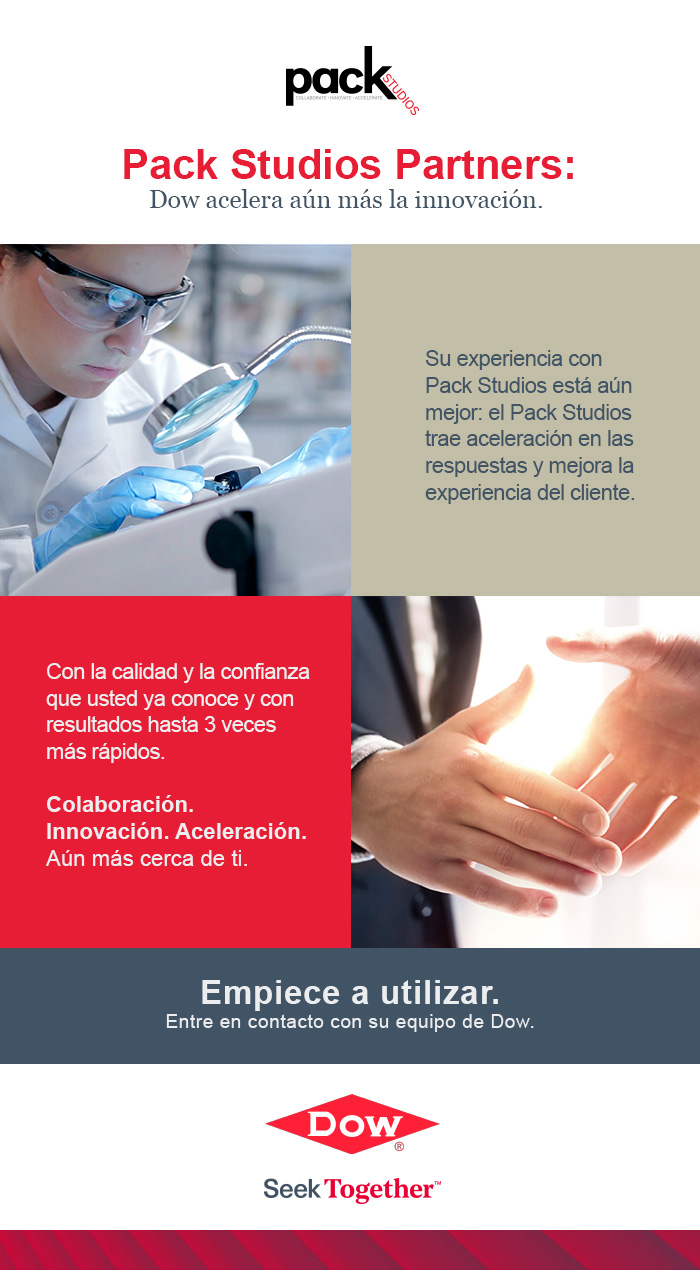 pack
STUDIOS
COLLABORATE • INNOVATE • ACCELERATE
Pack Studios Partners:
Dow acelera aún más la innovación.
Su experiencia con
Pack Studios está aún
mejor: el Pack Studios
trae aceleración en las
respuestas y mejora la
experiencia del cliente.
Con la calidad y la confianza
que usted ya conoce y con
resultados hasta 3 veces
más rápidos.
Colaboración.
Innovación. Aceleración.
Aún más cerca de ti.
Empiece a utilizar.
Entre en contacto con su equipo de Dow.
DOW
®
Seek Together™